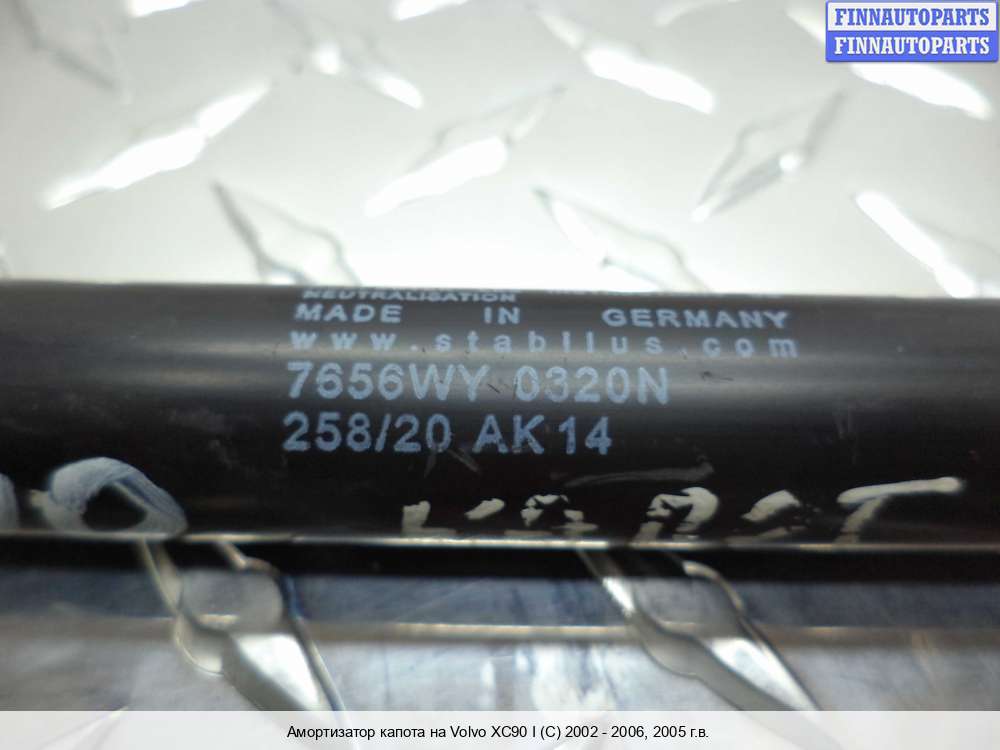 FINNAUTOPARTS
FINNAUTOPARTS
NEUTRALISATION
MADE IN GERMANY
www.stabilus.com
7656WY 0320N
258/20 AK14
Амортизатор капота на Volvo XC90 I (C) 2002 - 2006, 2005 г.в.